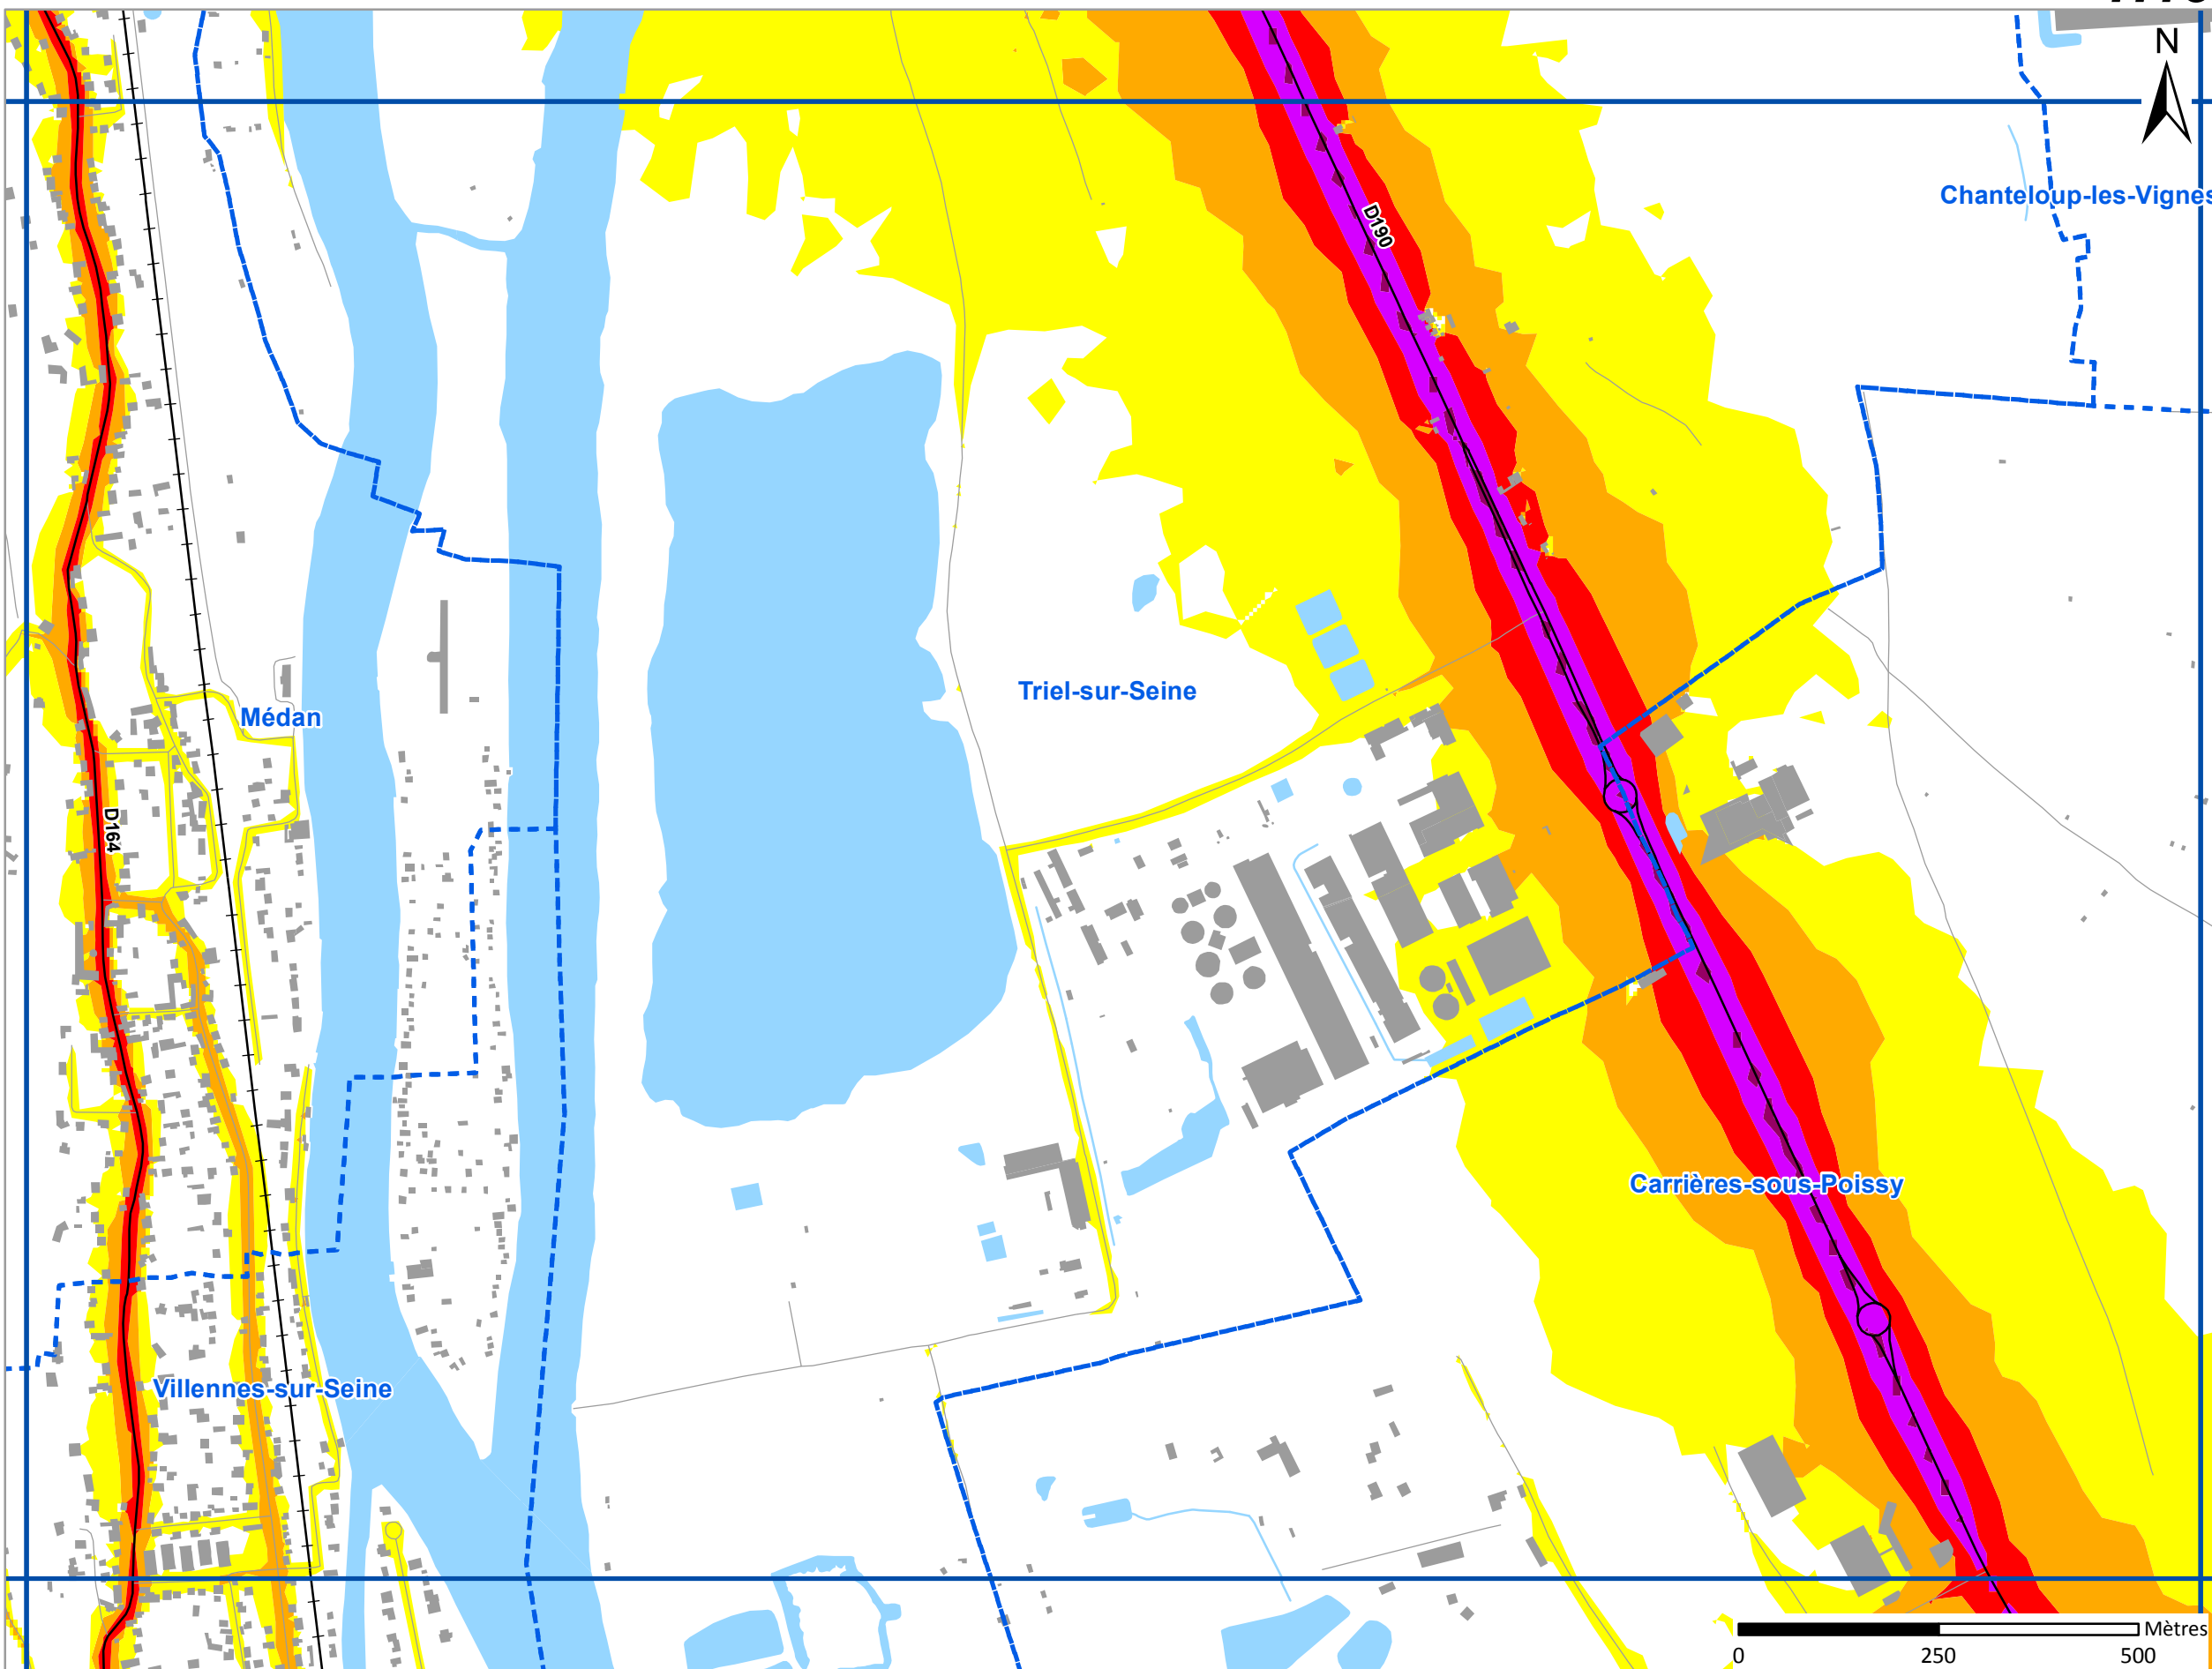 N
Chanteloup-les-Vignes
D190
Triel-sur-Seine
Médan
D164
Carrières-sous-Poissy
Villennes-sur-Seine
Mètres
0 250 500